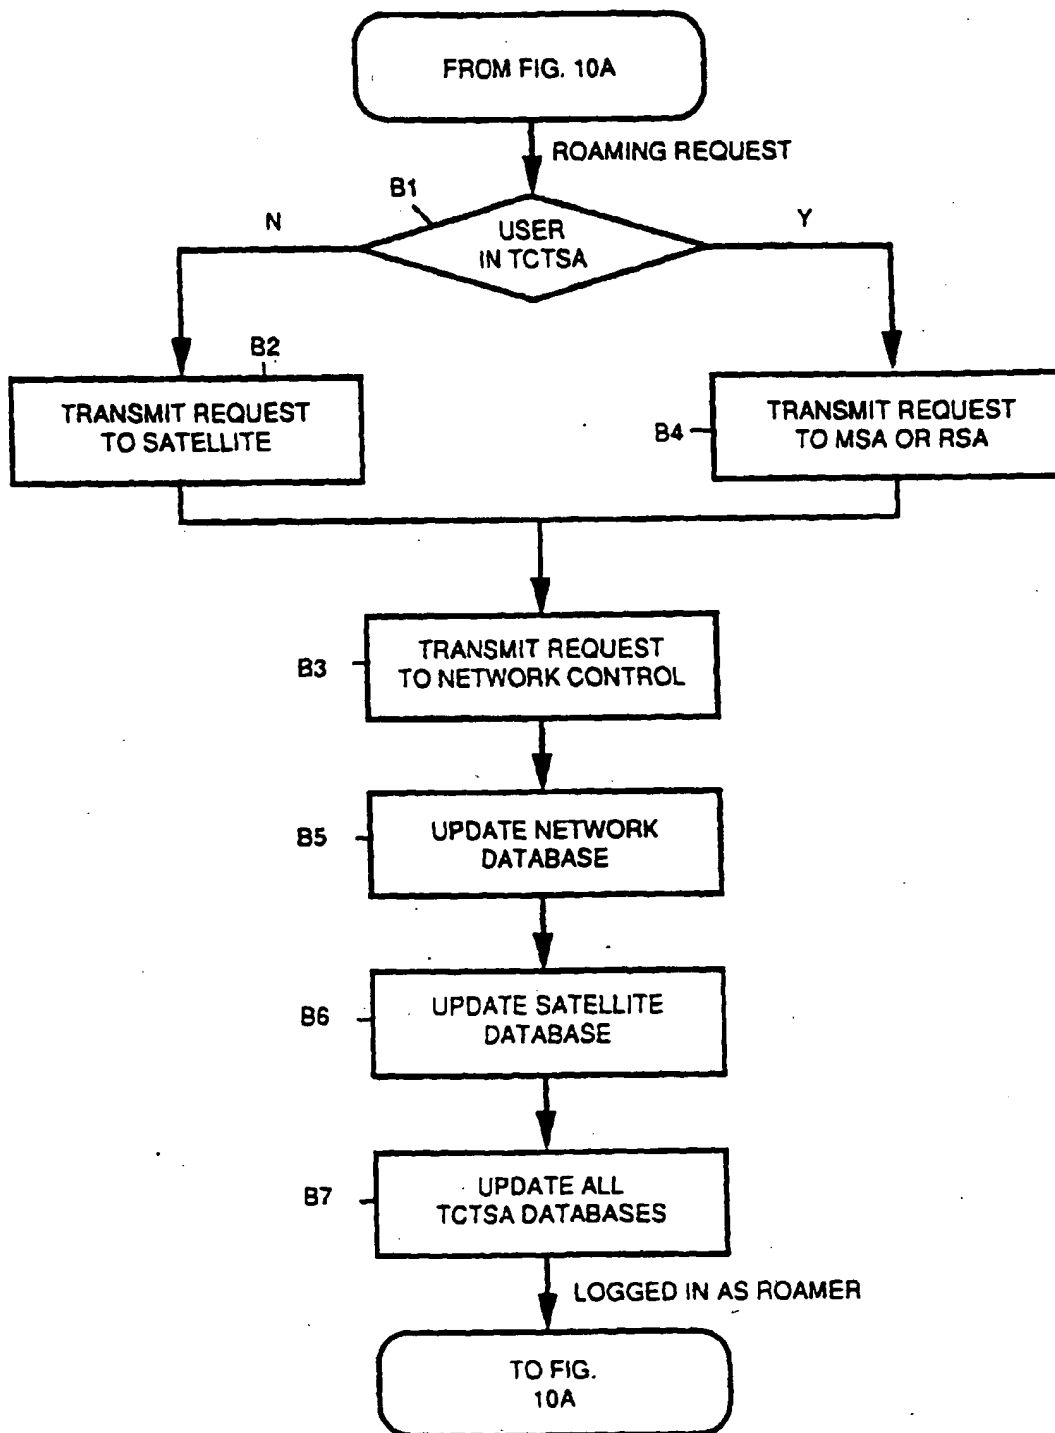 FROM FIG. 10A
ROAMING REQUEST
B1
N
USER
IN TCTSA
Y
B2
TRANSMIT REQUEST
TO SATELLITE
B4
TRANSMIT REQUEST
TO MSA OR RSA
B3
TRANSMIT REQUEST
TO NETWORK CONTROL
B5
UPDATE NETWORK
DATABASE
B6
UPDATE SATELLITE
DATABASE
B7
UPDATE ALL
TCTSA DATABASES
LOGGED IN AS ROAMER
TO FIG.
10A